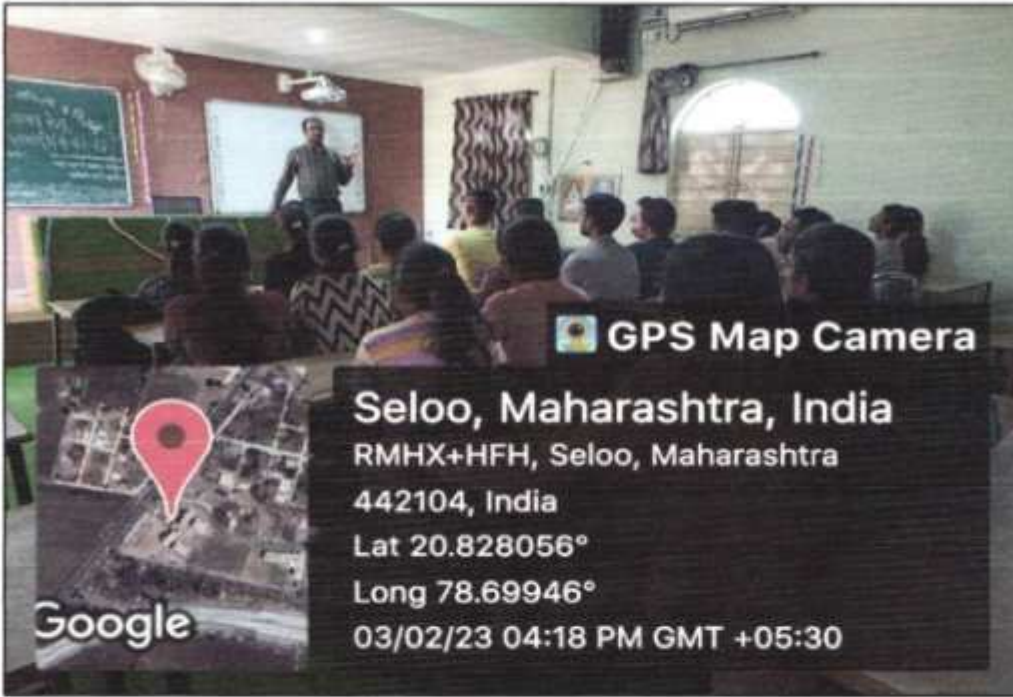 GPS Map Camera
Seloo, Maharashtra, India
RMHX+HFH, Seloo, Maharashtra
442104, India
Lat 20.828056°
Long 78.69946°
03/02/23 04:18 PM GMT +05:30
Google